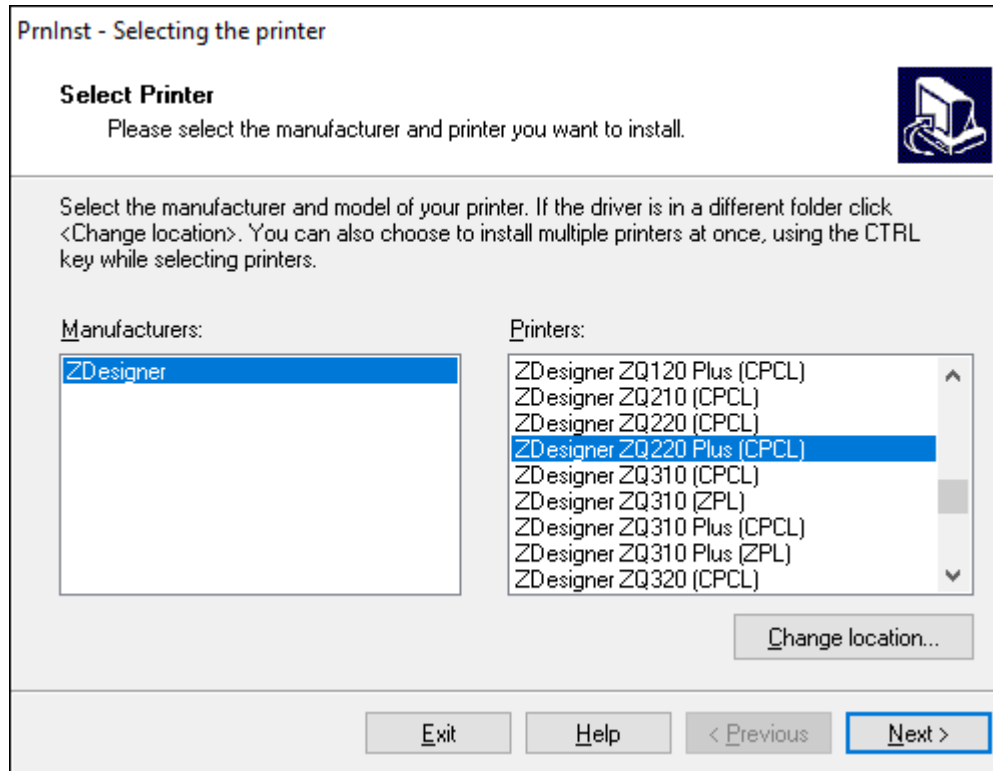 PrnInst - Selecting the printer
Select Printer
Please select the manufacturer and printer you want to install.
Select the manufacturer and model of your printer. If the driver is in a different folder click
<Change location>. You can also choose to install multiple printers at once, using the CTRL
key while selecting printers.
Manufacturers:
ZDesigner
Printers:
ZDesigner ZQ120 Plus (CPCL)
ZDesigner ZQ210 (CPCL)
ZDesigner ZQ220 (CPCL)
ZDesigner ZQ220 Plus (CPCL)
ZDesigner ZQ310 (CPCL)
ZDesigner ZQ310 (ZPL)
ZDesigner ZQ310 Plus (CPCL)
ZDesigner ZQ310 Plus (ZPL)
ZDesigner ZQ320 (CPCL)
Change location...
Exit
Help
< Previous
Next >